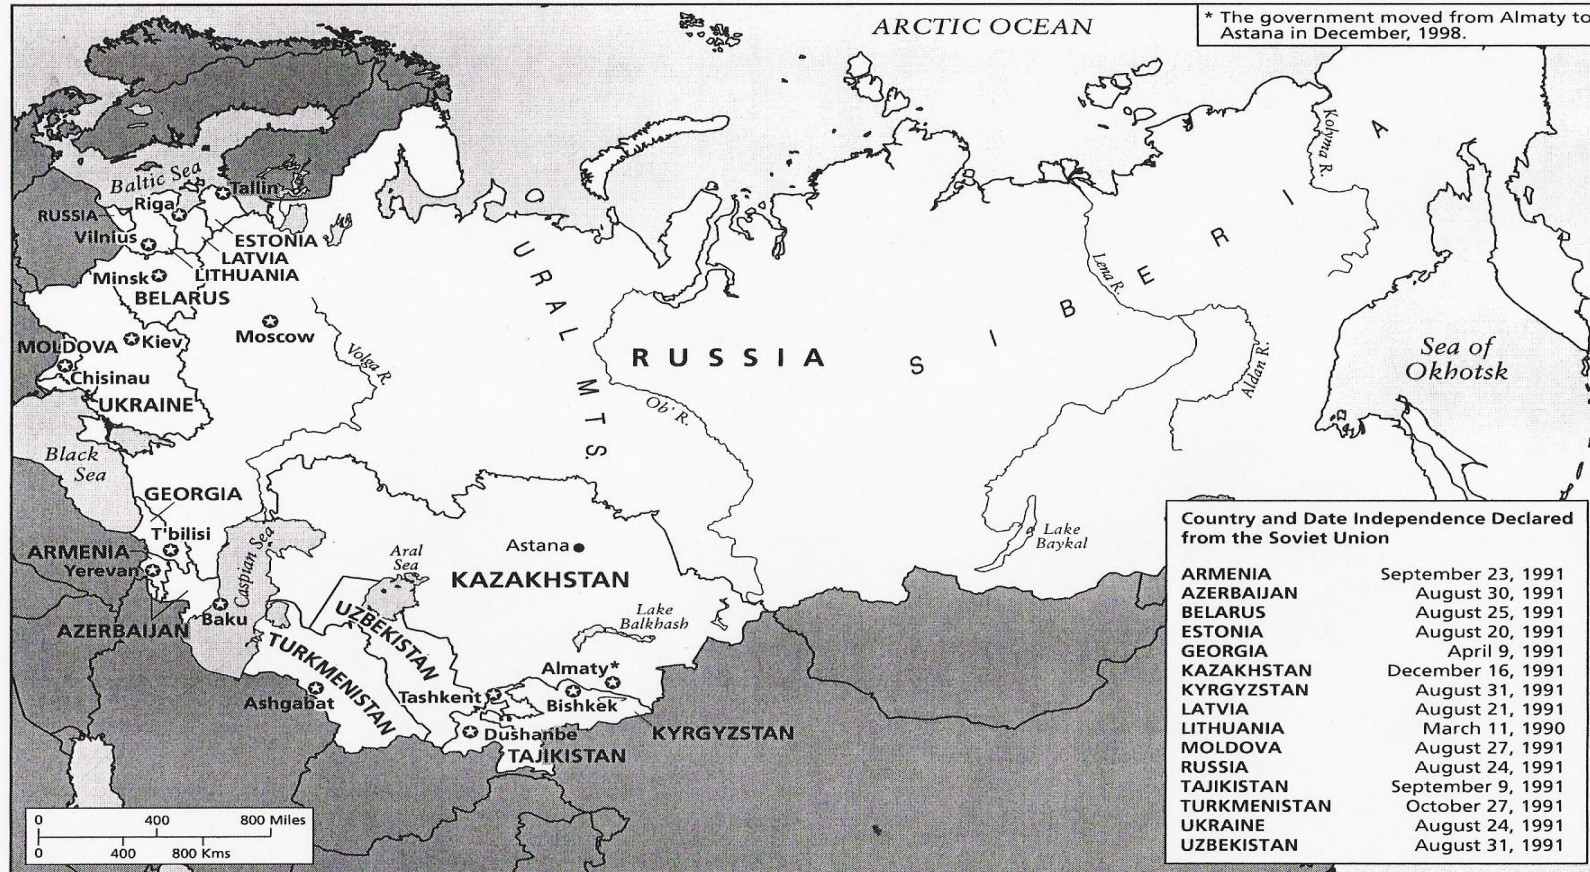 ARCTIC OCEAN
* The government moved from Almaty to
Astana in December, 1998.
Kolyma R.
Baltic Sea
Tallin
Riga
RUSSIA
Vilnius
ESTONIA
LATVIA
LITHUANIA
Minsk
BELARUS
Moscow
MOLDOVA
Kiev
Chisinau
UKRAINE
Black
Sea
Volga R.
URAL MTS.
RUSSIA
SIBERIA
Ob' R.
Lena R.
Aldan R.
Sea of
Okhotsk
GEORGIA
T'bilisi
ARMENIA
Yerevan
AZERBAIJAN
Baku
Caspian Sea
Aral
Sea
Astana
KAZAKHSTAN
Lake
Balkhash
Lake
Baykal
UZBEKISTAN
TURKMENISTAN
Ashgabat
Tashkent
Almaty*
Bishkek
Dushanbe
TAJIKISTAN
KYRGYZSTAN
0 400 800 Miles
0 400 800 Kms
Country and Date Independence Declared
from the Soviet Union
ARMENIA September 23, 1991
AZERBAIJAN August 30, 1991
BELARUS August 25, 1991
ESTONIA August 20, 1991
GEORGIA April 9, 1991
KAZAKHSTAN December 16, 1991
KYRGYZSTAN August 31, 1991
LATVIA August 21, 1991
LITHUANIA March 11, 1990
MOLDOVA August 27, 1991
RUSSIA August 24, 1991
TAJIKISTAN September 9, 1991
TURKMENISTAN October 27, 1991
UKRAINE August 24, 1991
UZBEKISTAN August 31, 1991